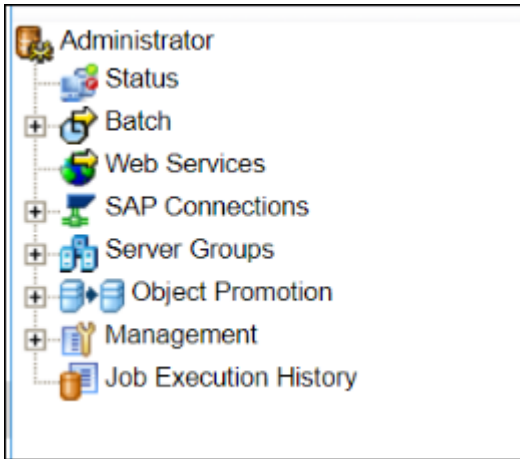 Administrator
Status
Batch
Web Services
SAP Connections
Server Groups
Object Promotion
Management
Job Execution History